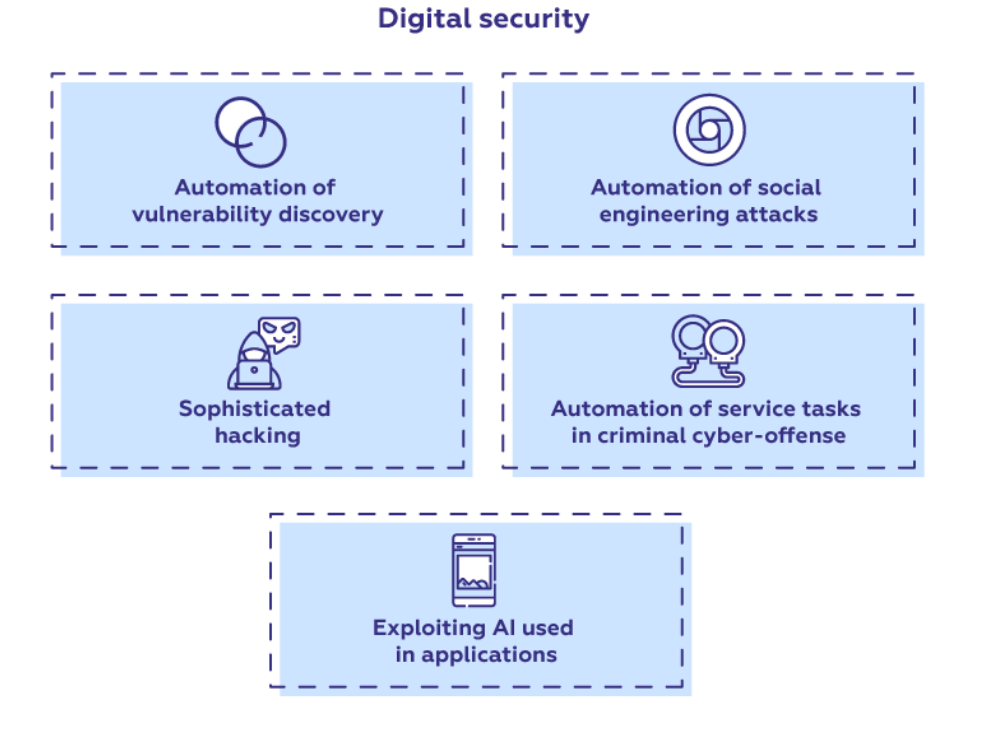 Digital security
Automation of
vulnerability discovery
Automation of social
engineering attacks
Sophisticated
hacking
Automation of service tasks
in criminal cyber-offense
Exploiting AI used
in applications